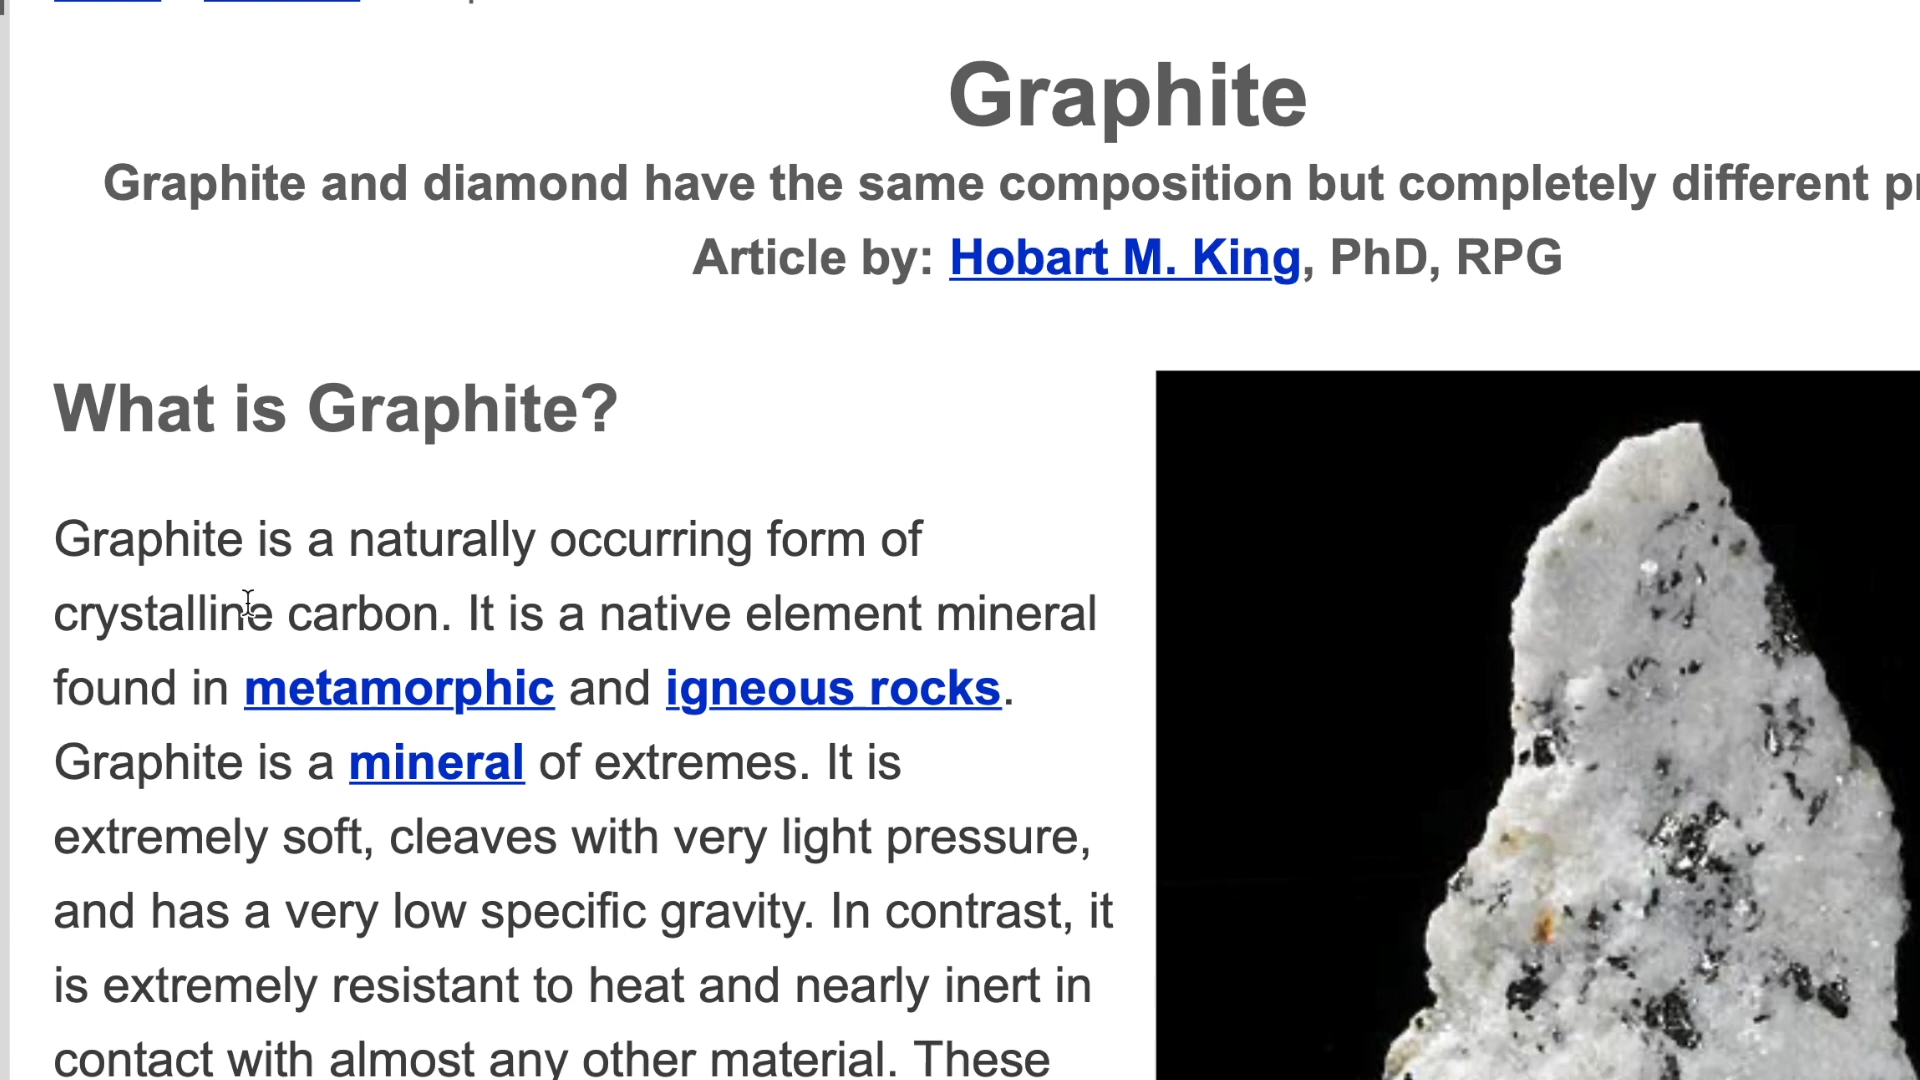 Graphite
Graphite and diamond have the same composition but completely different
Article by: Hobart M. King, PhD, RPG
What is Graphite?
Graphite is a naturally occurring form of
crystalline carbon. It is a native element mineral
found in metamorphic and igneous rocks.
Graphite is a mineral of extremes. It is
extremely soft, cleaves with very light pressure,
and has a very low specific gravity. In contrast, it
is extremely resistant to heat and nearly inert in
contact with almost any other material. These